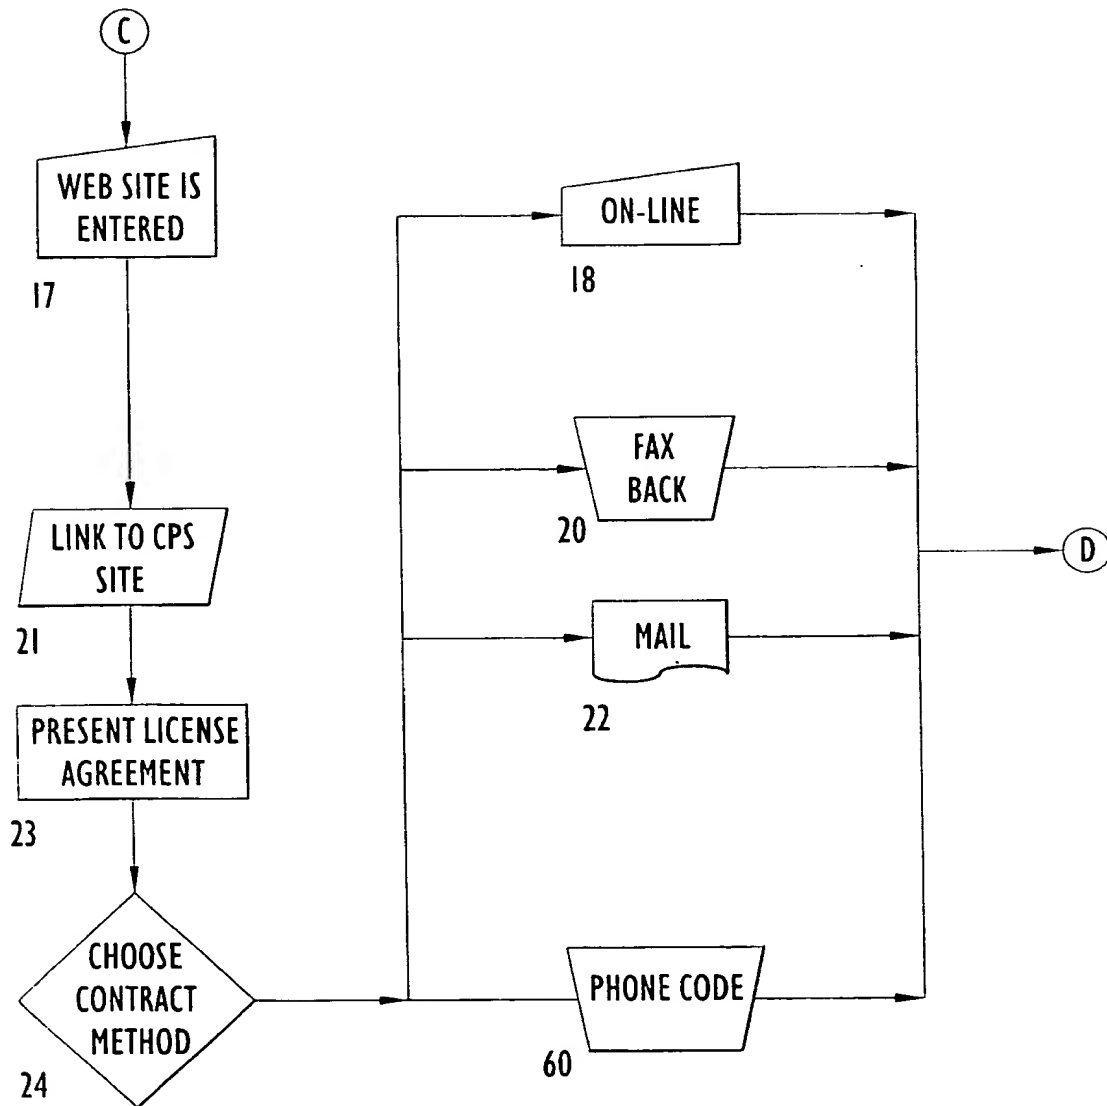 C
WEB SITE IS
ENTERED
17
LINK TO CPS
SITE
21
PRESENT LICENSE
AGREEMENT
23
CHOOSE
CONTRACT
METHOD
24
ON-LINE
18
FAX
BACK
20
MAIL
22
PHONE CODE
60
D